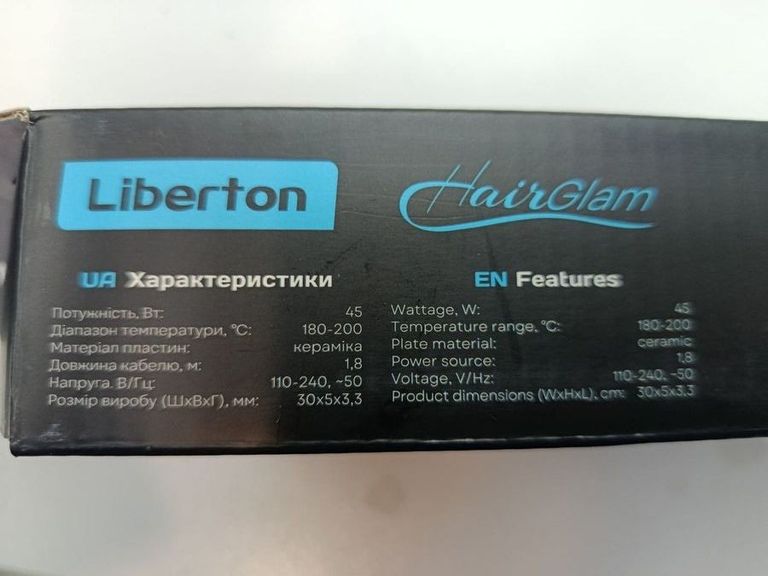 Liberton
HairGlam
UA Характеристики
Потужність, Вт: 45
Діапазон температури, °C: 180-200
Матеріал пластин: кераміка
Довжина кабелю, м: 1,8
Напруга, В/Гц: 110-240, ~50
Розмір виробу (ШхВхГ), мм: 30x5x3,3
EN Features
Wattage, W: 45
Temperature range, °C: 180-200
Plate material: ceramic
Power source: 1,8
Voltage, V/Hz: 110-240, ~50
Product dimensions (WxHxL), cm: 30x5x3,3